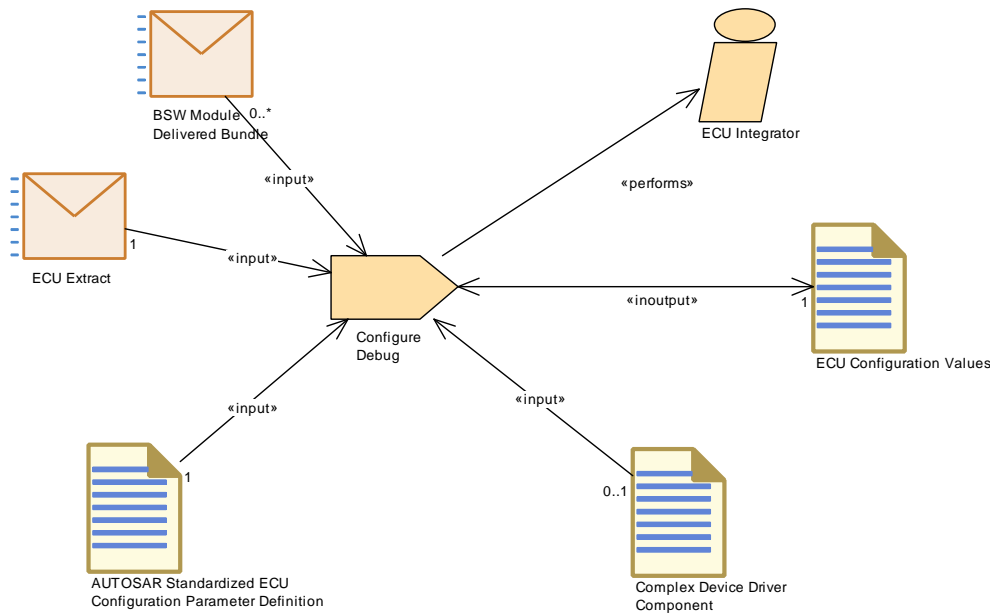 BSW Module
Delivered Bundle
0..*
ECU Integrator
«input»
«performs»
ECU Extract
1
«input»
Configure
Debug
«inoutput»
1
ECU Configuration Values
«input»
«input»
1
0..1
AUTOSAR Standardized ECU
Configuration Parameter Definition
Complex Device Driver
Component